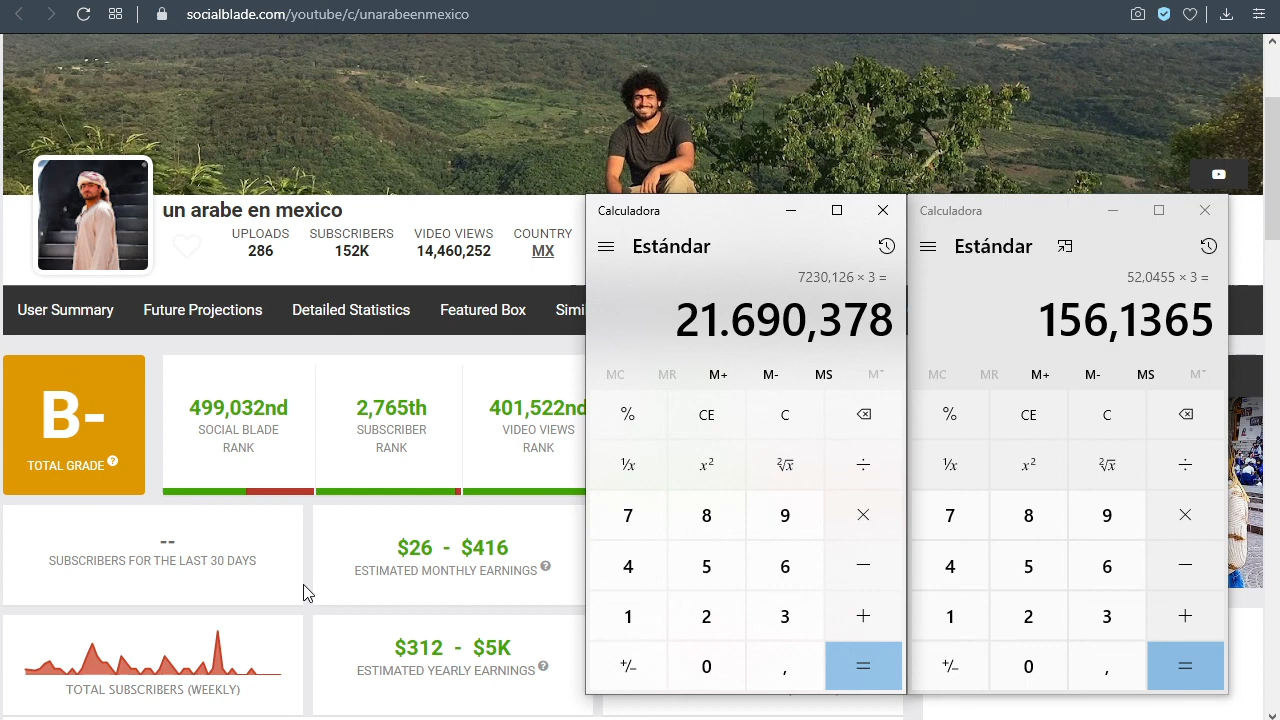 socialblade.com/youtube/c/unarabeenmexico
un arabe en mexico
UPLOADS SUBSCRIBERS VIDEO VIEWS COUNTRY
286 152K 14,460,252 MX
User Summary Future Projections Detailed Statistics Featured Box Simi
B-
TOTAL GRADE ?
499,032nd
SOCIAL BLADE
RANK
2,765th
SUBSCRIBER
RANK
401,522nd
VIDEO VIEWS
RANK
--
SUBSCRIBERS FOR THE LAST 30 DAYS
$26 - $416
ESTIMATED MONTHLY EARNINGS ?
TOTAL SUBSCRIBERS (WEEKLY)
$312 - $5K
ESTIMATED YEARLY EARNINGS ?
Calculadora
Estándar
7230,126 × 3 =
21.690,378
MC MR M+ M- MS M˅
% CE C ⌫
¹/x x² ²√x ÷
7 8 9 ×
4 5 6 −
1 2 3 +
+/− 0 , =
Calculadora
Estándar
52,0455 × 3 =
156,1365
MC MR M+ M- MS M˅
% CE C ⌫
¹/x x² ²√x ÷
7 8 9 ×
4 5 6 −
1 2 3 +
+/− 0 , =